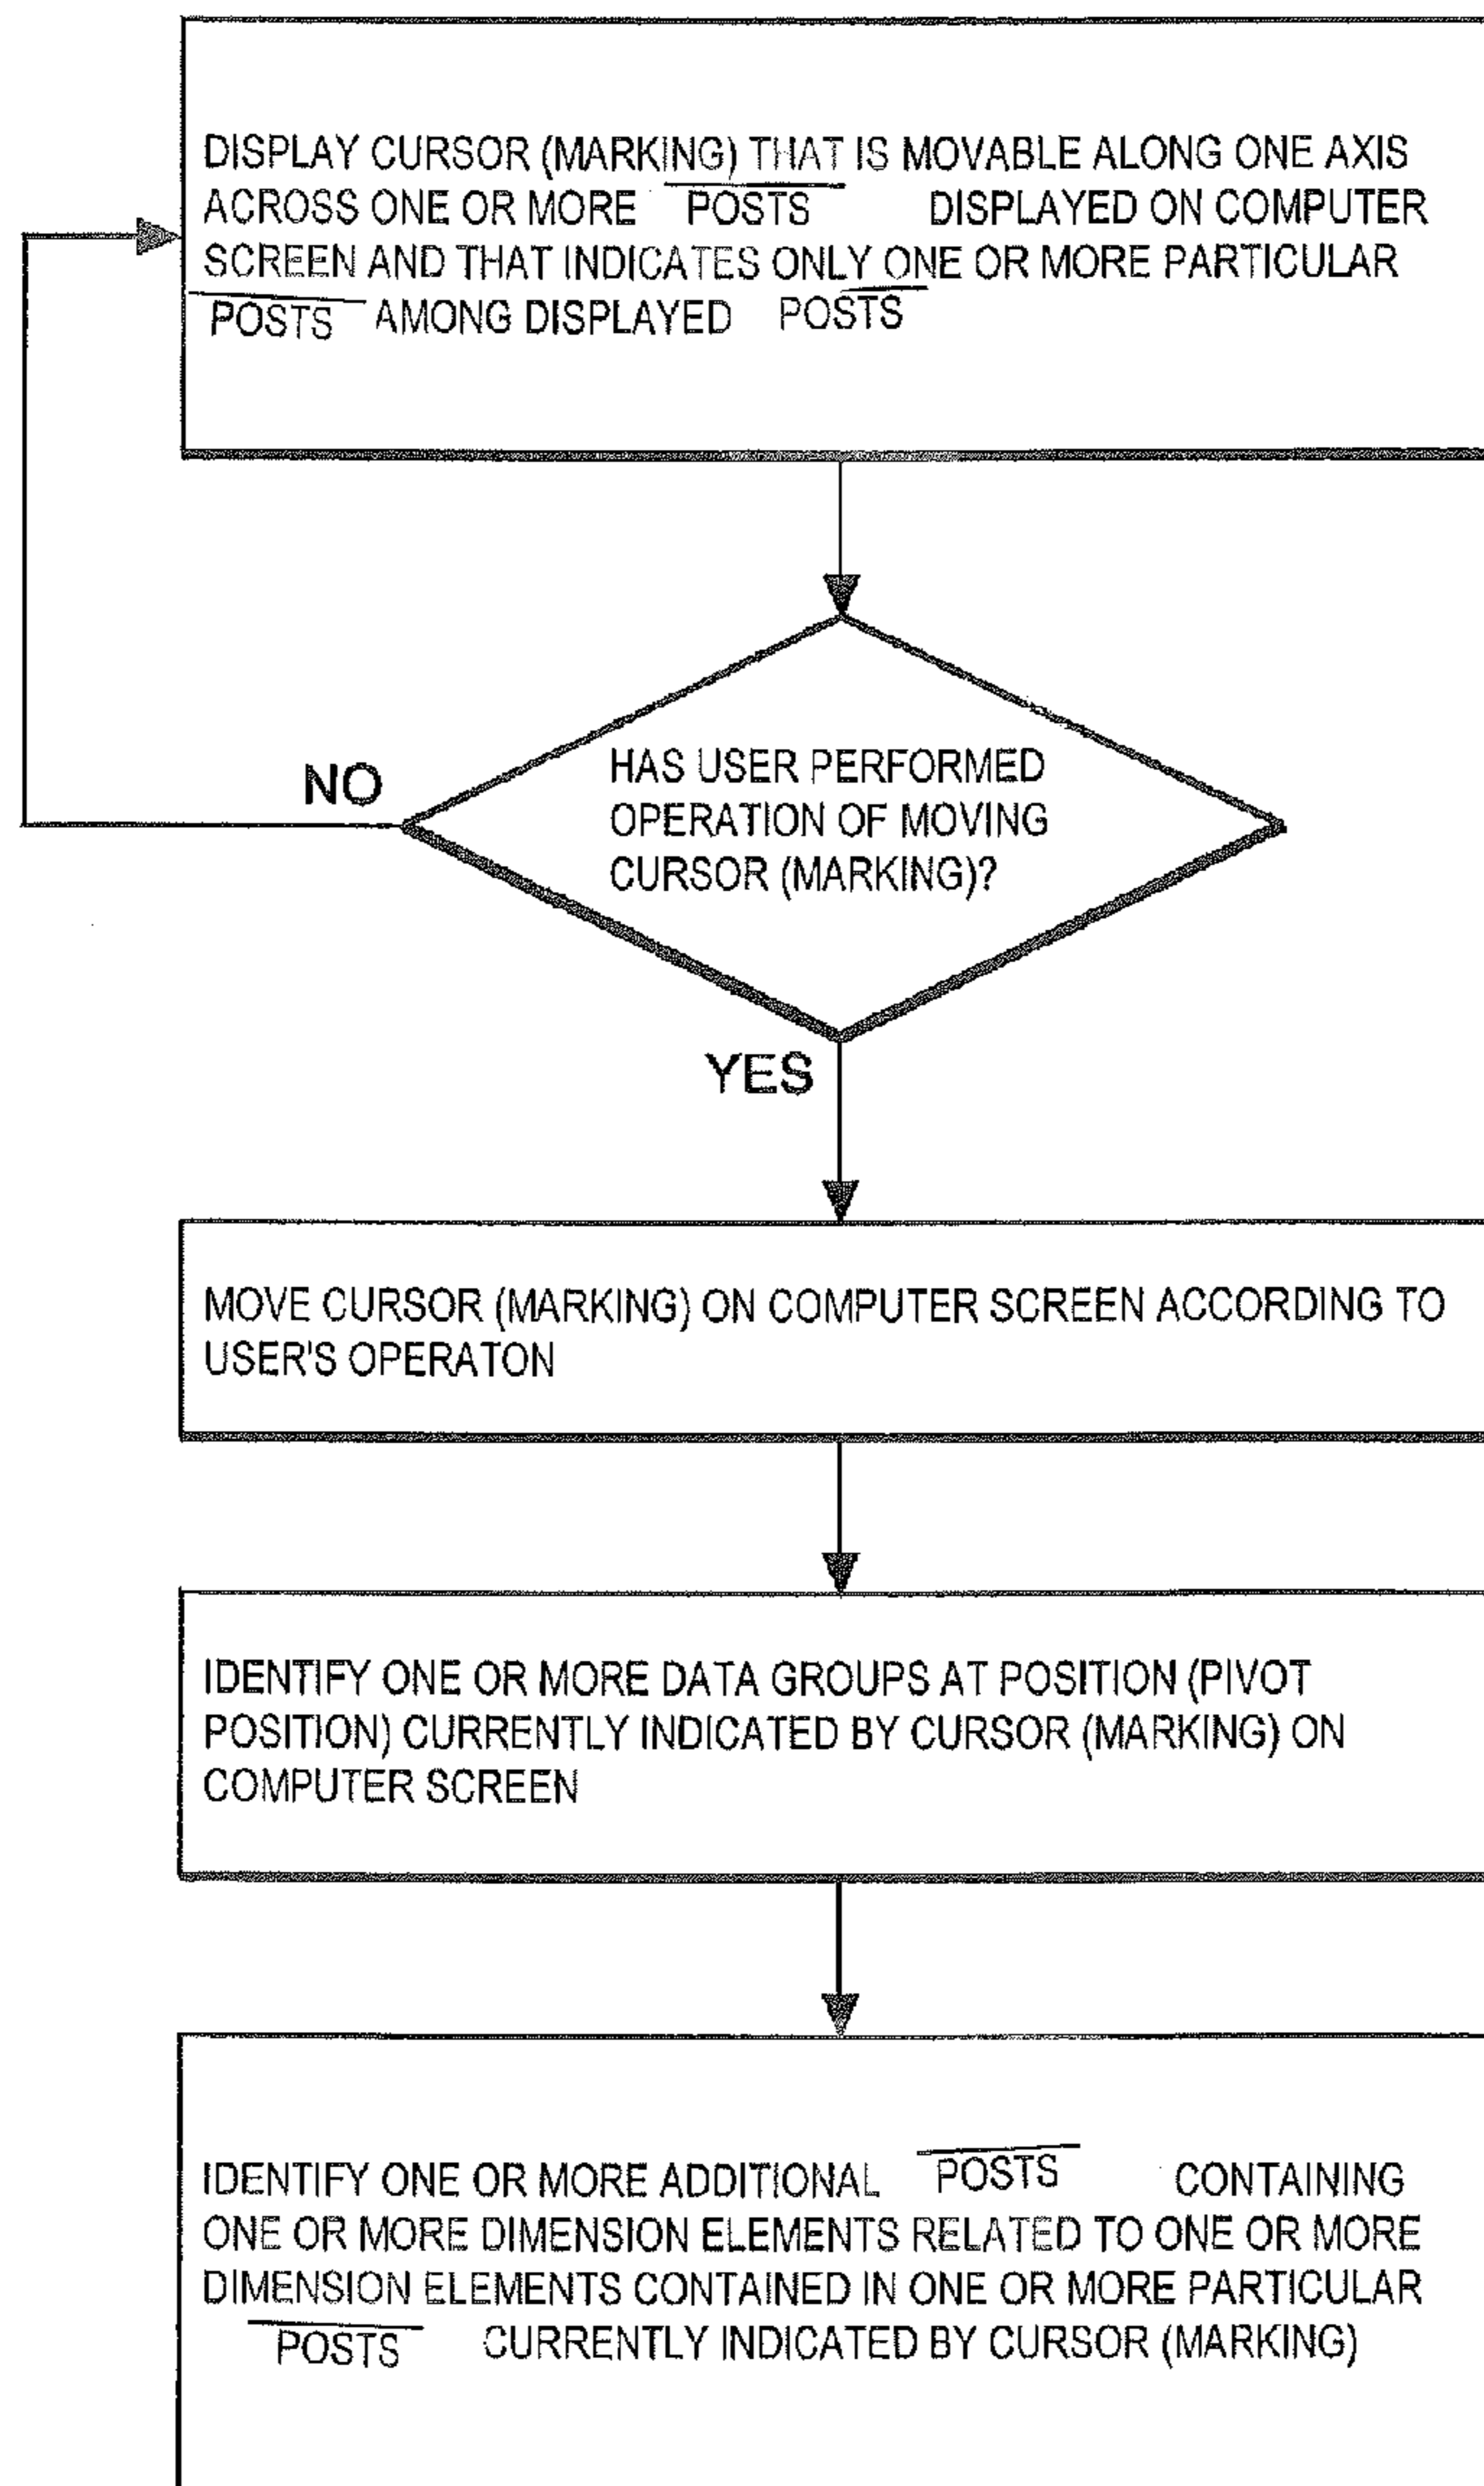 DISPLAY CURSOR (MARKING) THAT IS MOVABLE ALONG ONE AXIS
ACROSS ONE OR MORE POSTS DISPLAYED ON COMPUTER
SCREEN AND THAT INDICATES ONLY ONE OR MORE PARTICULAR
POSTS AMONG DISPLAYED POSTS
HAS USER PERFORMED
OPERATION OF MOVING
CURSOR (MARKING)?
NO
YES
MOVE CURSOR (MARKING) ON COMPUTER SCREEN ACCORDING TO
USER'S OPERATON
IDENTIFY ONE OR MORE DATA GROUPS AT POSITION (PIVOT
POSITION) CURRENTLY INDICATED BY CURSOR (MARKING) ON
COMPUTER SCREEN
IDENTIFY ONE OR MORE ADDITIONAL POSTS CONTAINING
ONE OR MORE DIMENSION ELEMENTS RELATED TO ONE OR MORE
DIMENSION ELEMENTS CONTAINED IN ONE OR MORE PARTICULAR
POSTS CURRENTLY INDICATED BY CURSOR (MARKING)